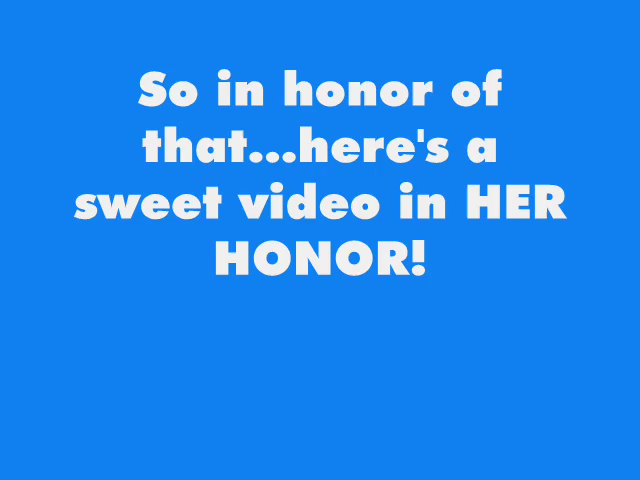 So in honor of
that...here's a
sweet video in HER
HONOR!